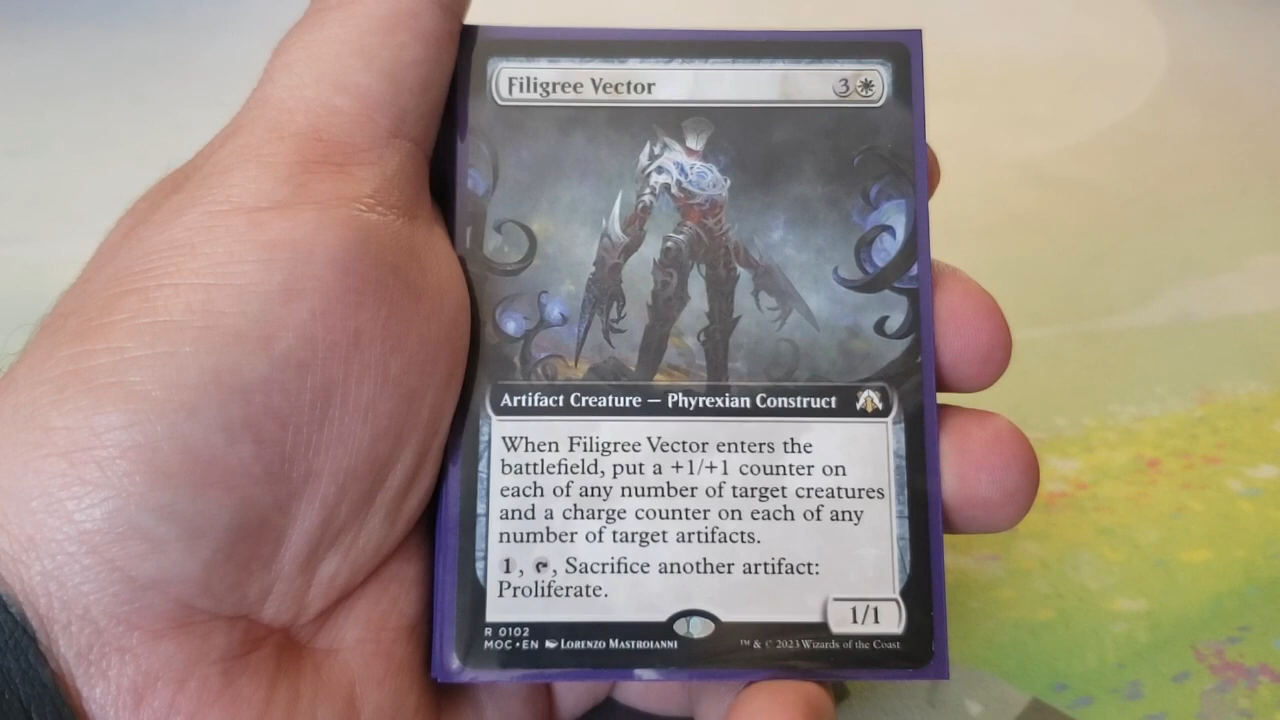 Filigree Vector 3
Artifact Creature — Phyrexian Construct
When Filigree Vector enters the
battlefield, put a +1/+1 counter on
each of any number of target creatures
and a charge counter on each of any
number of target artifacts.
1, , Sacrifice another artifact:
Proliferate.
1/1
R 0102
MOC • EN Lorenzo Mastroianni
™ & © 2023 Wizards of the Coast